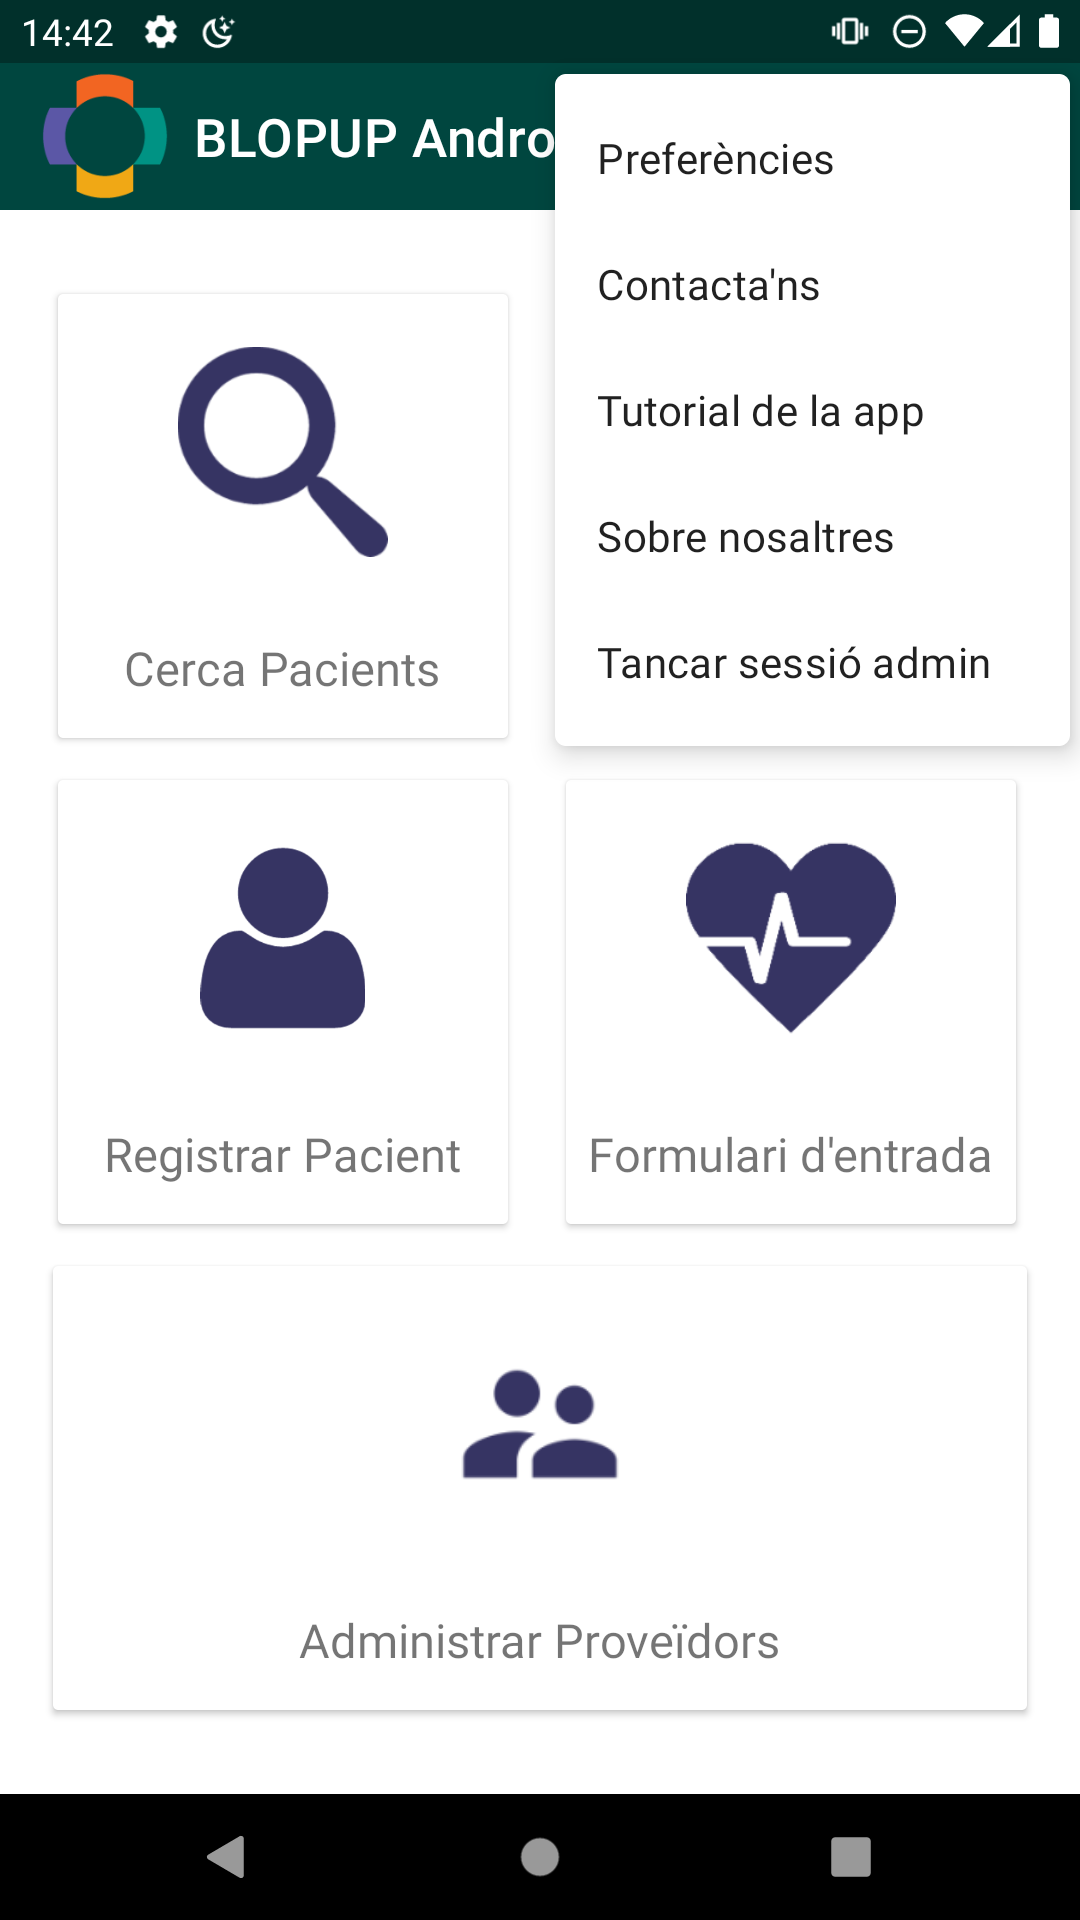 14:42
BLOPUP Andro
Preferències
Contacta'ns
Tutorial de la app
Sobre nosaltres
Tancar sessió admin
Cerca Pacients
Registrar Pacient
Formulari d'entrada
Administrar Proveïdors